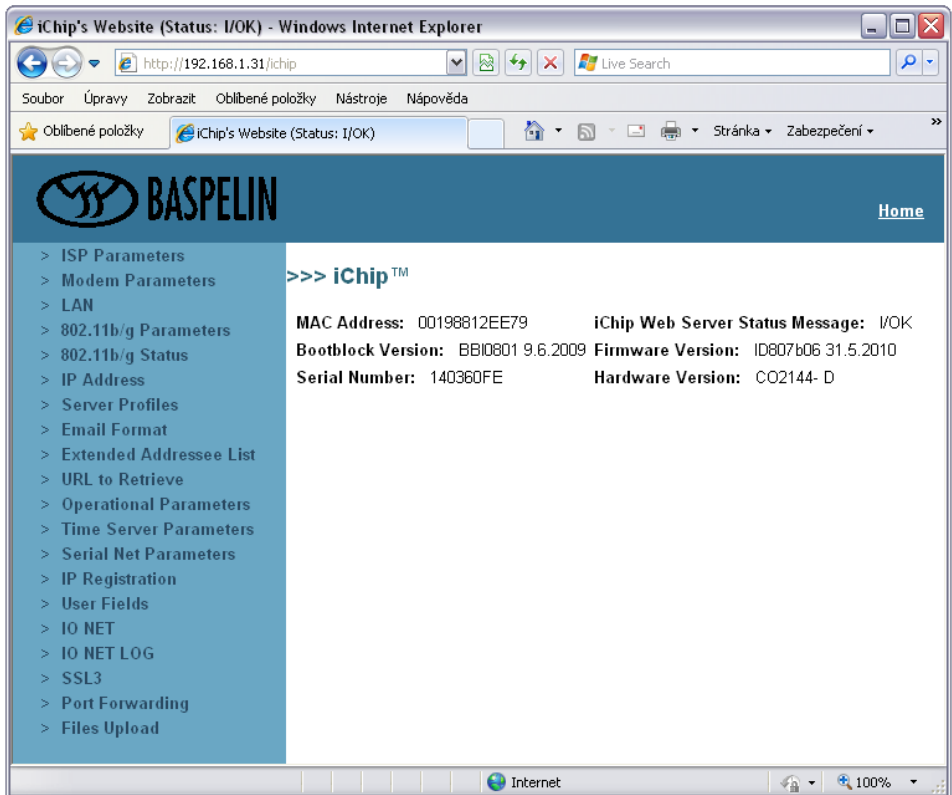 iChip's Website (Status: I/OK) - Windows Internet Explorer
http://192.168.1.31/ichip
Live Search
Soubor Úpravy Zobrazit Oblíbené položky Nástroje Nápověda
Oblíbené položky iChip's Website (Status: I/OK) Stránka Zabezpečení »
BASPELIN
Home
> ISP Parameters
> Modem Parameters
> LAN
> 802.11b/g Parameters
> 802.11b/g Status
> IP Address
> Server Profiles
> Email Format
> Extended Addressee List
> URL to Retrieve
> Operational Parameters
> Time Server Parameters
> Serial Net Parameters
> IP Registration
> User Fields
> IO NET
> IO NET LOG
> SSL3
> Port Forwarding
> Files Upload
>>> iChip™
MAC Address: 00198812EE79 iChip Web Server Status Message: I/OK
Bootblock Version: BBI0801 9.6.2009 Firmware Version: ID807b06 31.5.2010
Serial Number: 140360FE Hardware Version: CO2144- D
Internet 100%